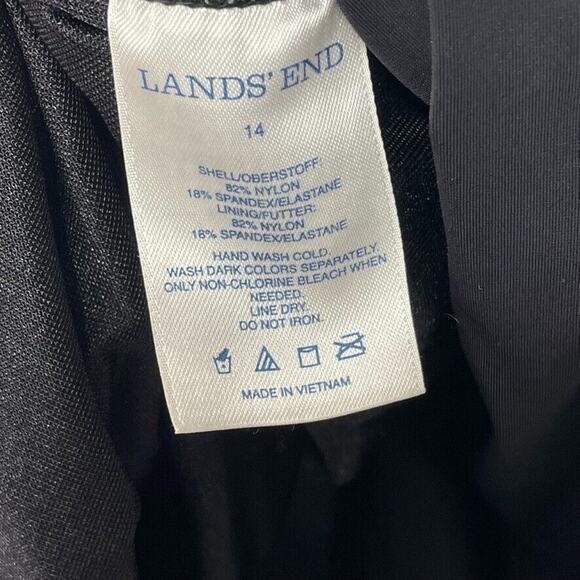 LANDS' END
14
SHELL/OBERSTOFF:
82% NYLON
18% SPANDEX/ELASTANE
LINING/FUTTER:
82% NYLON
18% SPANDEX/ELASTANE
HAND WASH COLD.
WASH DARK COLORS SEPARATELY.
ONLY NON-CHLORINE BLEACH WHEN
NEEDED.
LINE DRY.
DO NOT IRON.
MADE IN VIETNAM